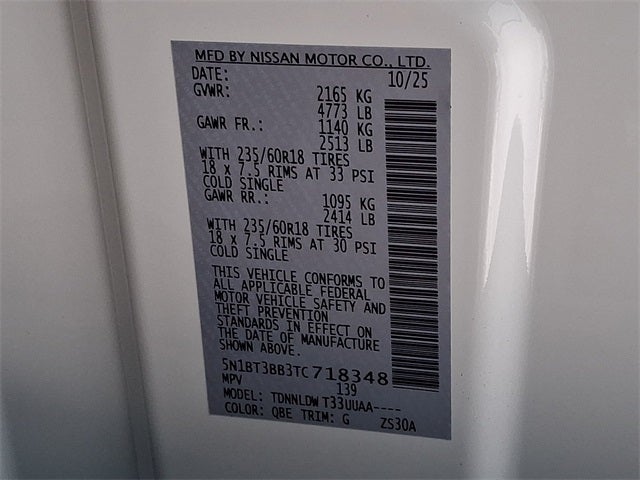 MFD BY NISSAN MOTOR CO., LTD.
DATE: 10/25
GVWR: 2165 KG
4773 LB
GAWR FR.: 1140 KG
2513 LB
WITH 235/60R18 TIRES
18 x 7.5 RIMS AT 33 PSI
COLD SINGLE
GAWR RR.: 1095 KG
2414 LB
WITH 235/60R18 TIRES
18 x 7.5 RIMS AT 30 PSI
COLD SINGLE
THIS VEHICLE CONFORMS TO
ALL APPLICABLE FEDERAL
MOTOR VEHICLE SAFETY AND
THEFT PREVENTION
STANDARDS IN EFFECT ON
THE DATE OF MANUFACTURE
SHOWN ABOVE.
5N1BT3BB3TC718348
MPV 139
MODEL: TDNNLDW T33UUAA----
COLOR: QBE TRIM: G ZS30A